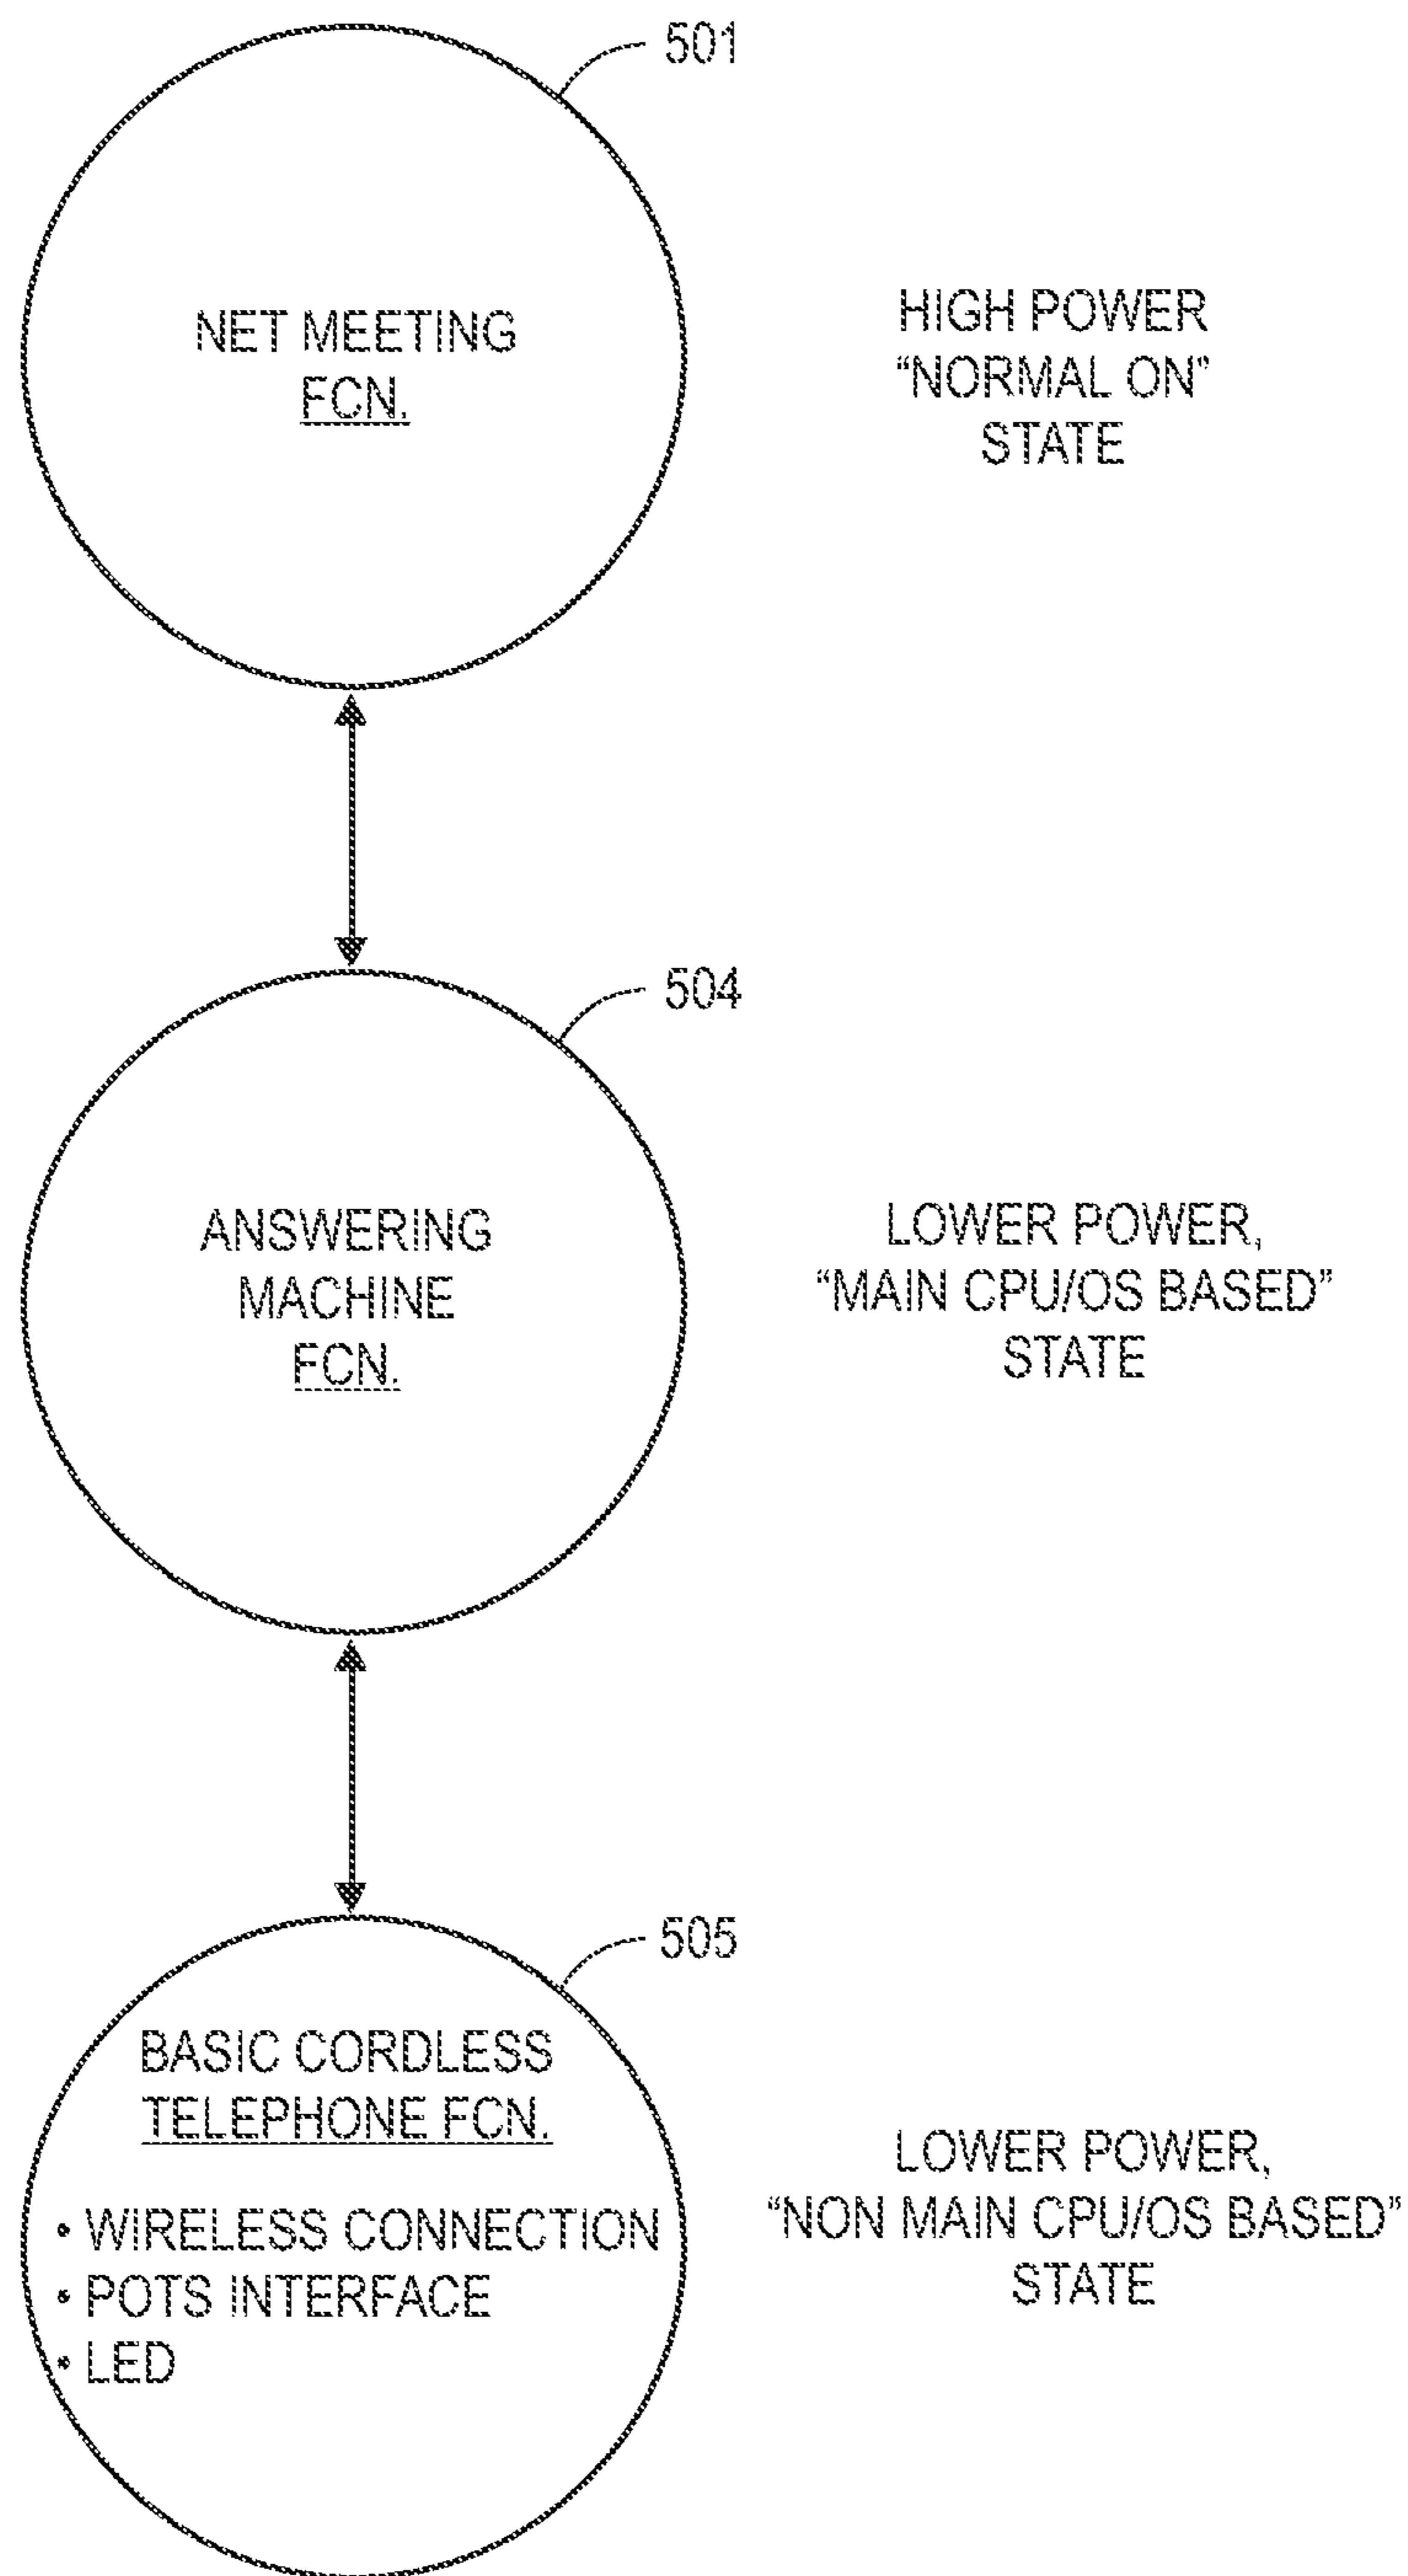 501
NET MEETING
FCN.
HIGH POWER
“NORMAL ON”
STATE
504
ANSWERING
MACHINE
FCN.
LOWER POWER,
“MAIN CPU/OS BASED”
STATE
505
BASIC CORDLESS
TELEPHONE FCN.
• WIRELESS CONNECTION
• POTS INTERFACE
• LED
LOWER POWER,
“NON MAIN CPU/OS BASED”
STATE